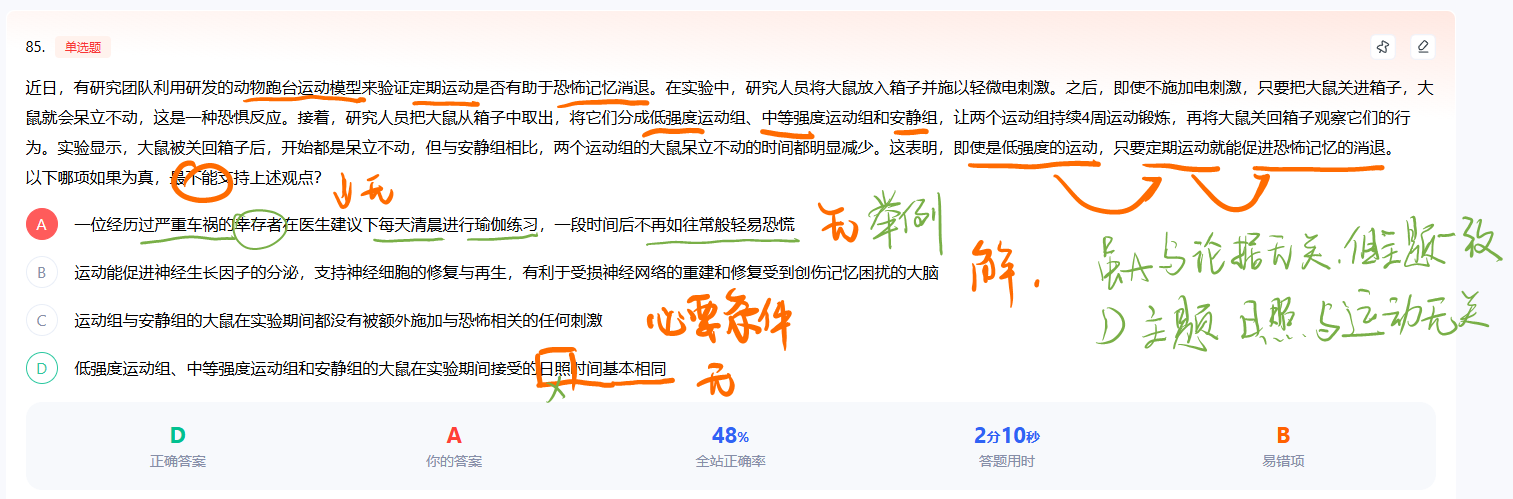 85. 单选题
近日，有研究团队利用研发的动物跑台运动模型来验证定期运动是否有助于恐怖记忆消退。在实验中，研究人员将大鼠放入箱子并施以轻微电刺激。之后，即使不施加电刺激，只要把大鼠关进箱子，大
鼠就会呆立不动，这是一种恐惧反应。接着，研究人员把大鼠从箱子中取出，将它们分成低强度运动组、中等强度运动组和安静组，让两个运动组持续4周运动锻炼，再将大鼠关回箱子观察它们的行
为。实验显示，大鼠被关回箱子后，开始都是呆立不动，但与安静组相比，两个运动组的大鼠呆立不动的时间都明显减少。这表明，即使是低强度的运动，只要定期运动就能促进恐怖记忆的消退。
以下哪项如果为真，最不能支持上述观点？
无
A 一位经历过严重车祸的幸存者在医生建议下每天清晨进行瑜伽练习，一段时间后不再如往常般轻易恐慌
无 举例
虽A与论据无关，但主题一致
B 运动能促进神经生长因子的分泌，支持神经细胞的修复与再生，有利于受损神经网络的重建和修复受到创伤记忆困扰的大脑
解.
D 主题 日照与运动无关
C 运动组与安静组的大鼠在实验期间都没有被额外施加与恐怖相关的任何刺激
必要条件
D 低强度运动组、中等强度运动组和安静组的大鼠在实验期间接受的日照时间基本相同
无
D A 48% 2分10秒 B
正确答案 你的答案 全站正确率 答题用时 易错项